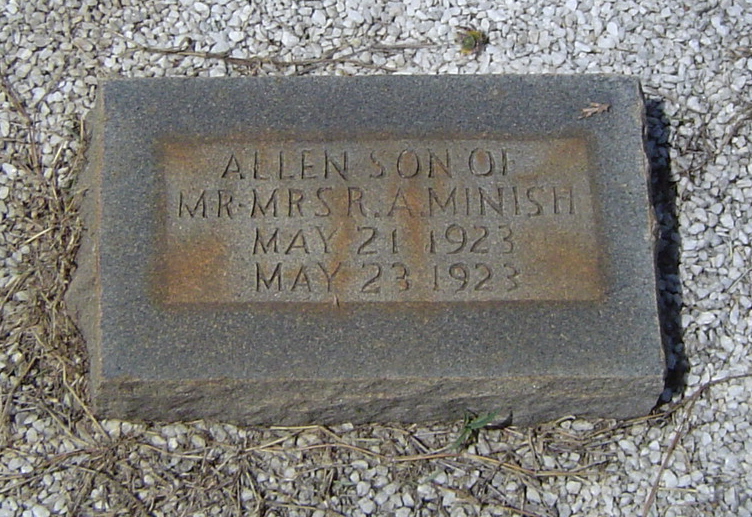 ALLEN SON OF
MR·MRS R. A. MINISH
MAY 21 1923
MAY 23 1923